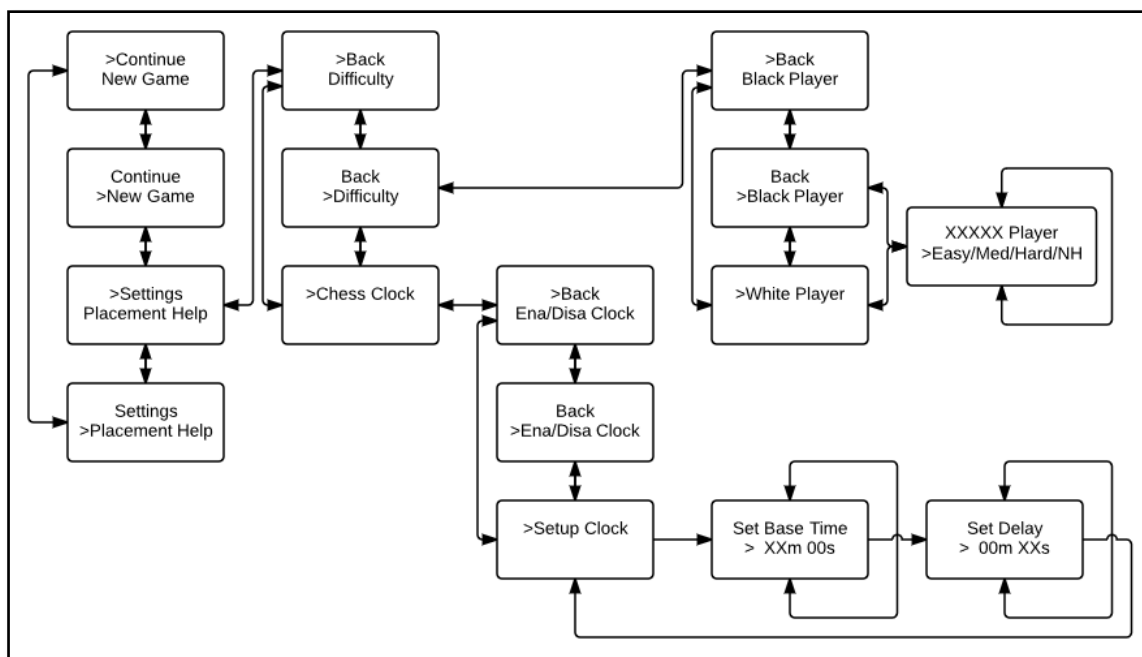 >Continue
New Game
Continue
>New Game
>Settings
Placement Help
Settings
>Placement Help
>Back
Difficulty
Back
>Difficulty
>Chess Clock
>Back
Ena/Disa Clock
Back
>Ena/Disa Clock
>Setup Clock
>Back
Black Player
Back
>Black Player
>White Player
XXXXX Player
>Easy/Med/Hard/NH
Set Base Time
> XXm 00s
Set Delay
> 00m XXs